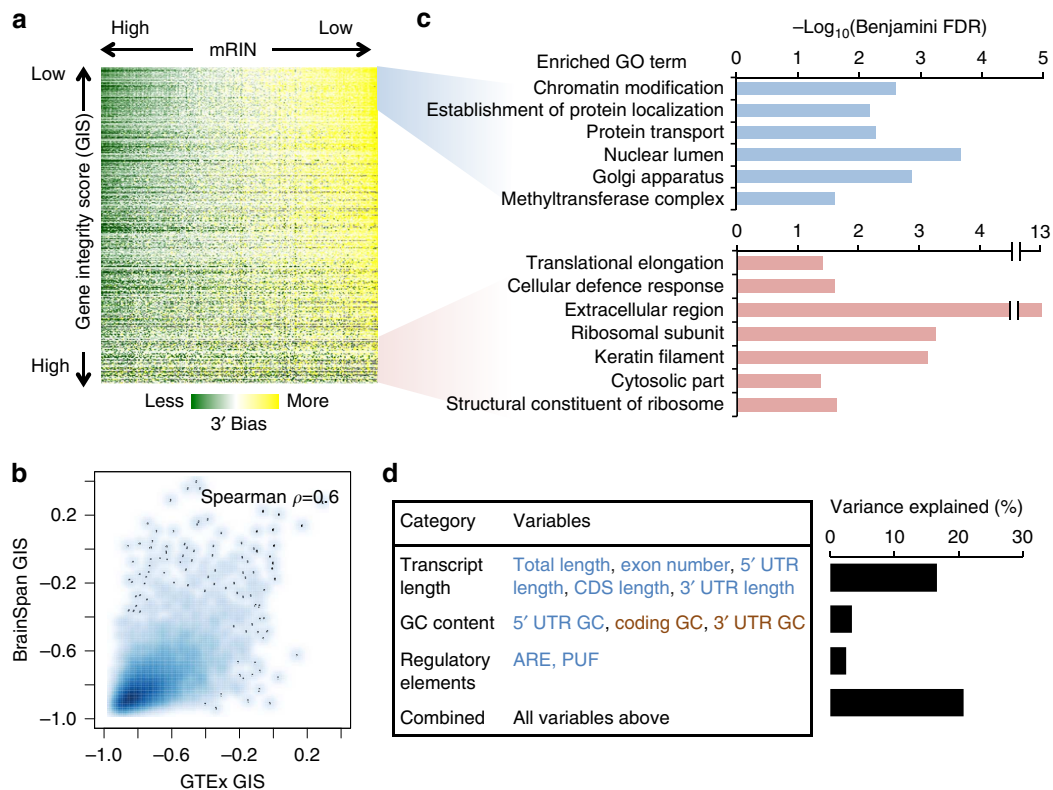 a
High Low
mRIN
Low
Gene integrity score (GIS)
High
Less More
3′ Bias
c
−Log10(Benjamini FDR)
Enriched GO term
0 1 2 3 4 5
Chromatin modification
Establishment of protein localization
Protein transport
Nuclear lumen
Golgi apparatus
Methyltransferase complex
0 1 2 3 4 13
Translational elongation
Cellular defence response
Extracellular region
Ribosomal subunit
Keratin filament
Cytosolic part
Structural constituent of ribosome
b
Spearman ρ=0.6
BrainSpan GIS
0.2
−0.2
−0.6
−1.0
−1.0 −0.6 −0.2 0.2
GTEx GIS
d
Category Variables
Transcript length
Total length, exon number, 5′ UTR
length, CDS length, 3′ UTR length
GC content 5′ UTR GC, coding GC, 3′ UTR GC
Regulatory elements
ARE, PUF
Combined All variables above
Variance explained (%)
0 10 20 30